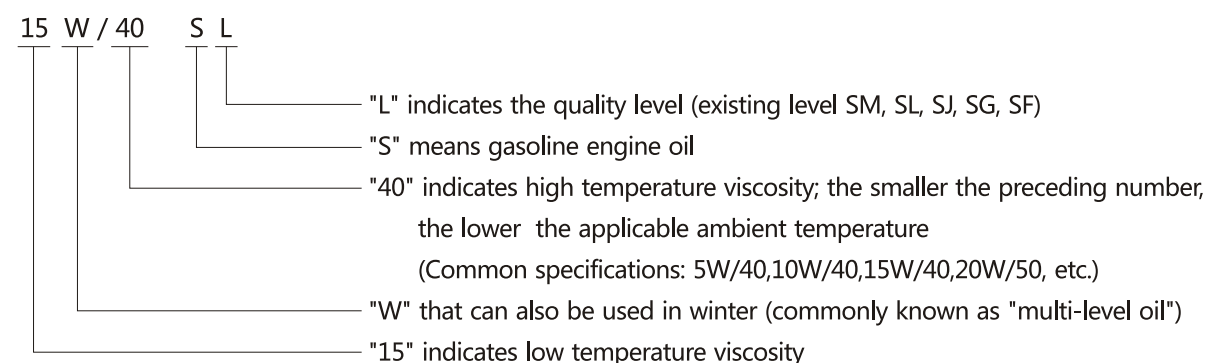 15 W / 40 S L
"L" indicates the quality level (existing level SM, SL, SJ, SG, SF)
"S" means gasoline engine oil
"40" indicates high temperature viscosity; the smaller the preceding number,
the lower the applicable ambient temperature
(Common specifications: 5W/40,10W/40,15W/40,20W/50, etc.)
"W" that can also be used in winter (commonly known as "multi-level oil")
"15" indicates low temperature viscosity